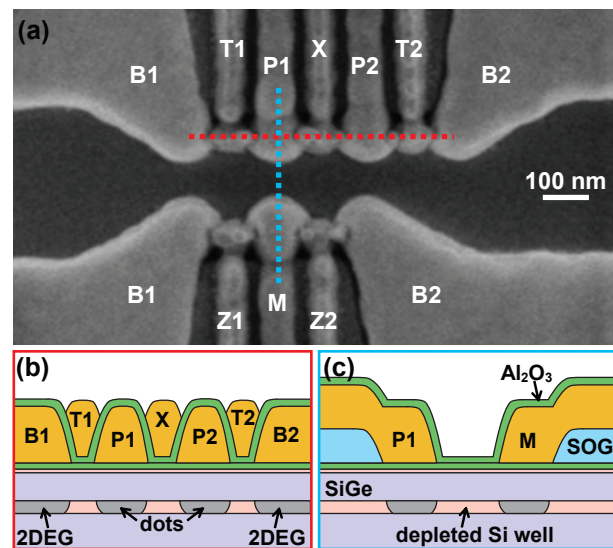 (a)
T1
X
T2
P1
P2
B1
B2
100 nm
B1
M
B2
Z1
Z2
(b)
B1
T1
P1
X
P2
T2
B2
2DEG
dots
2DEG
(c)
Al₂O₃
P1
M
SOG
SiGe
depleted Si well